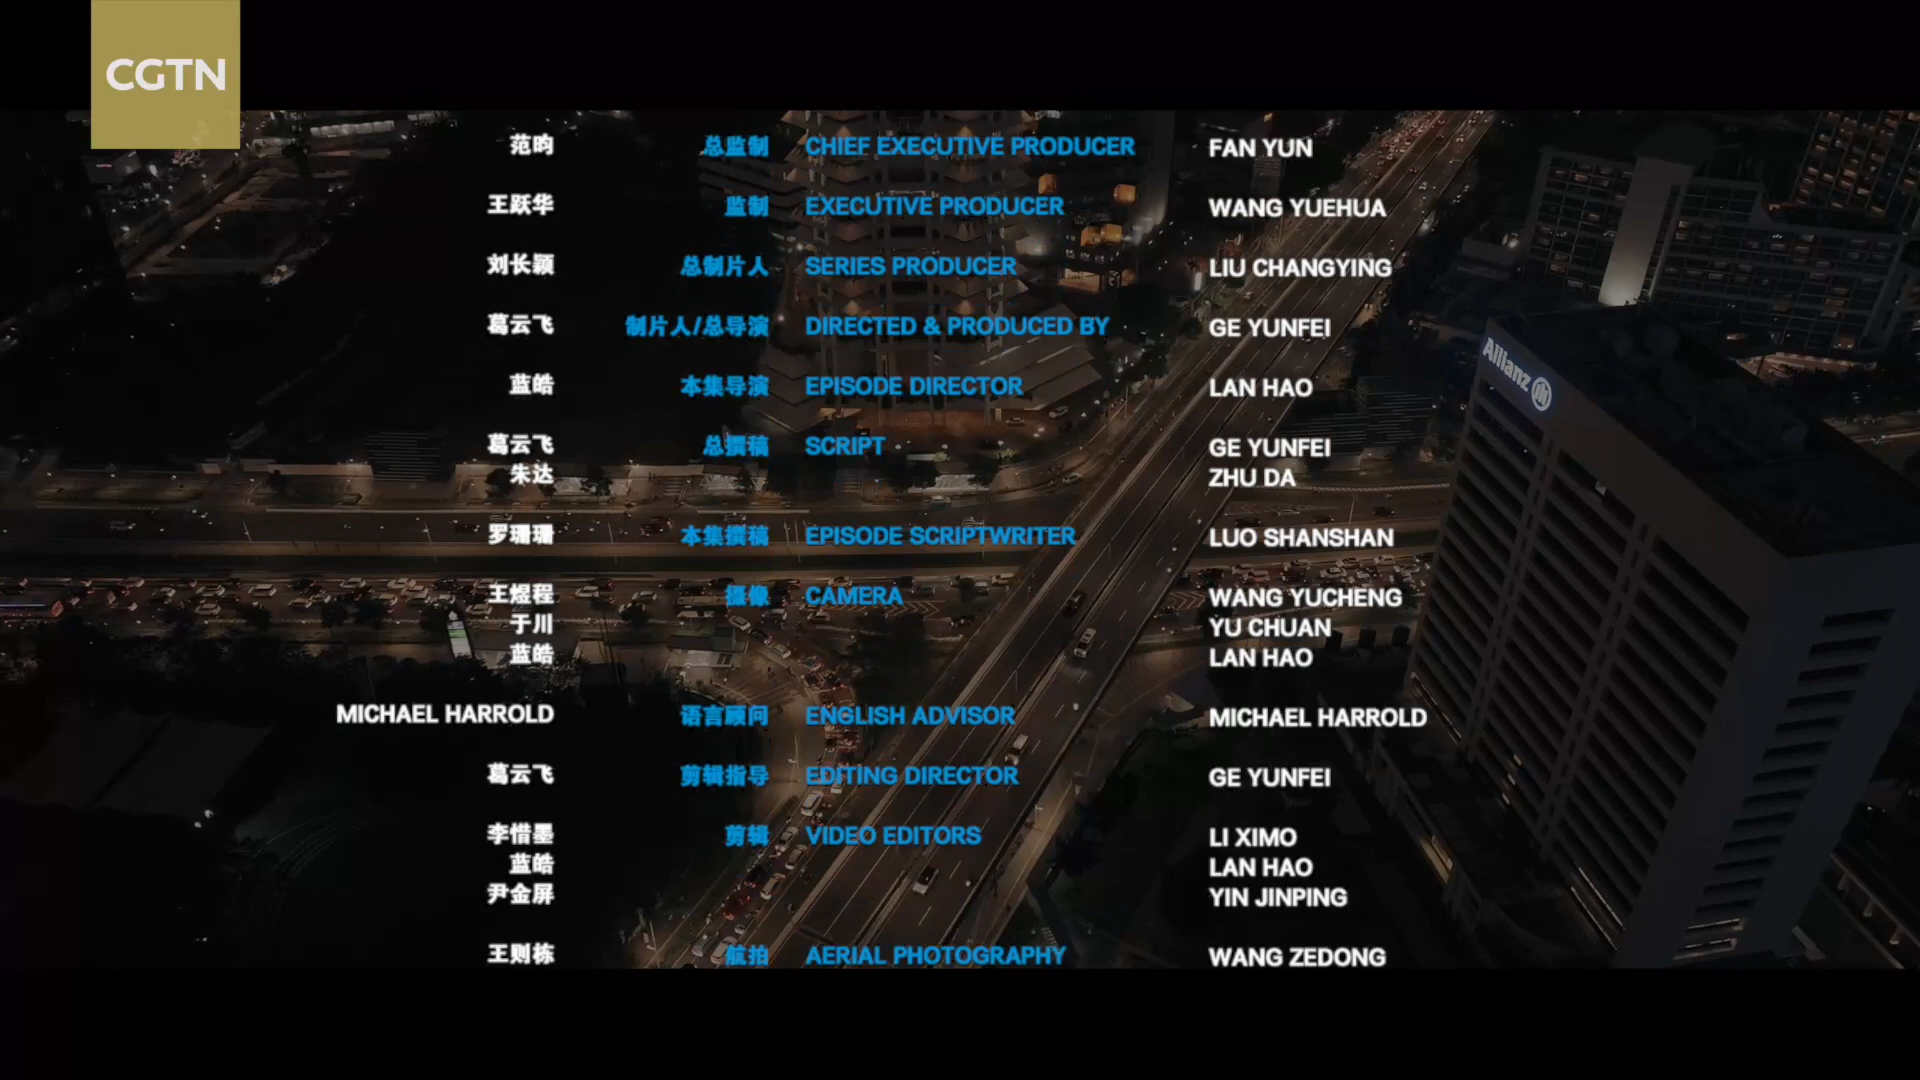 CGTN
范昀 总监制 CHIEF EXECUTIVE PRODUCER FAN YUN
王跃华 监制 EXECUTIVE PRODUCER WANG YUEHUA
刘长颖 总制片人 SERIES PRODUCER LIU CHANGYING
葛云飞 制片人/总导演 DIRECTED & PRODUCED BY GE YUNFEI
蓝皓 本集导演 EPISODE DIRECTOR LAN HAO
葛云飞 总撰稿 SCRIPT GE YUNFEI
朱达 ZHU DA
罗珊珊 本集撰稿 EPISODE SCRIPTWRITER LUO SHANSHAN
王煜程 摄像 CAMERA WANG YUCHENG
于川 YU CHUAN
蓝皓 LAN HAO
MICHAEL HARROLD 语言顾问 ENGLISH ADVISOR MICHAEL HARROLD
葛云飞 剪辑指导 EDITING DIRECTOR GE YUNFEI
李惜墨 剪辑 VIDEO EDITORS LI XIMO
蓝皓 LAN HAO
尹金屏 YIN JINPING
王则栋 航拍 AERIAL PHOTOGRAPHY WANG ZEDONG
Allianz